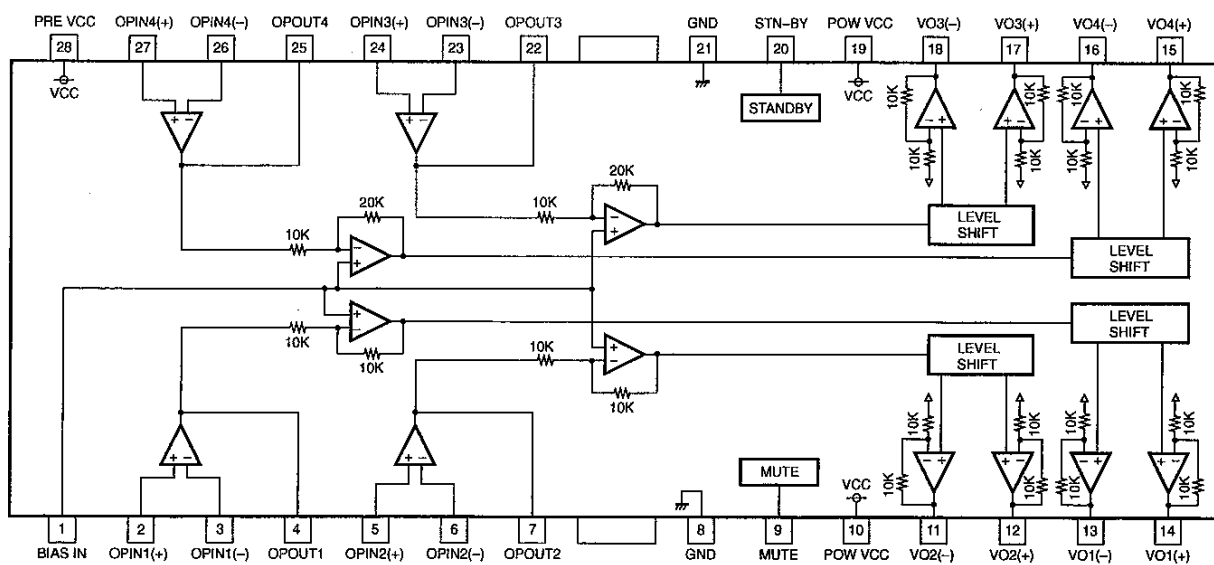 PRE VCC OPIN4(+) OPIN4(–) OPOUT4 OPIN3(+) OPIN3(–) OPOUT3 GND STN–BY POW VCC VO3(–) VO3(+) VO4(–) VO4(+)
28 27 26 25 24 23 22 21 20 19 18 17 16 15
VCC
VCC
STANDBY
10K
10K
10K
10K
+ –
+ –
– +
+ –
– +
+ –
10K
10K
10K
10K
20K
20K
10K
10K
–
+
–
+
LEVEL
SHIFT
LEVEL
SHIFT
+
–
+
–
10K
10K
10K
10K
LEVEL
SHIFT
LEVEL
SHIFT
10K
10K
10K
10K
+ –
+ –
– +
+ –
– +
+ –
10K
10K
10K
10K
MUTE
VCC
1 2 3 4 5 6 7 8 9 10 11 12 13 14
BIAS IN OPIN1(+) OPIN1(–) OPOUT1 OPIN2(+) OPIN2(–) OPOUT2 GND MUTE POW VCC VO2(–) VO2(+) VO1(–) VO1(+)